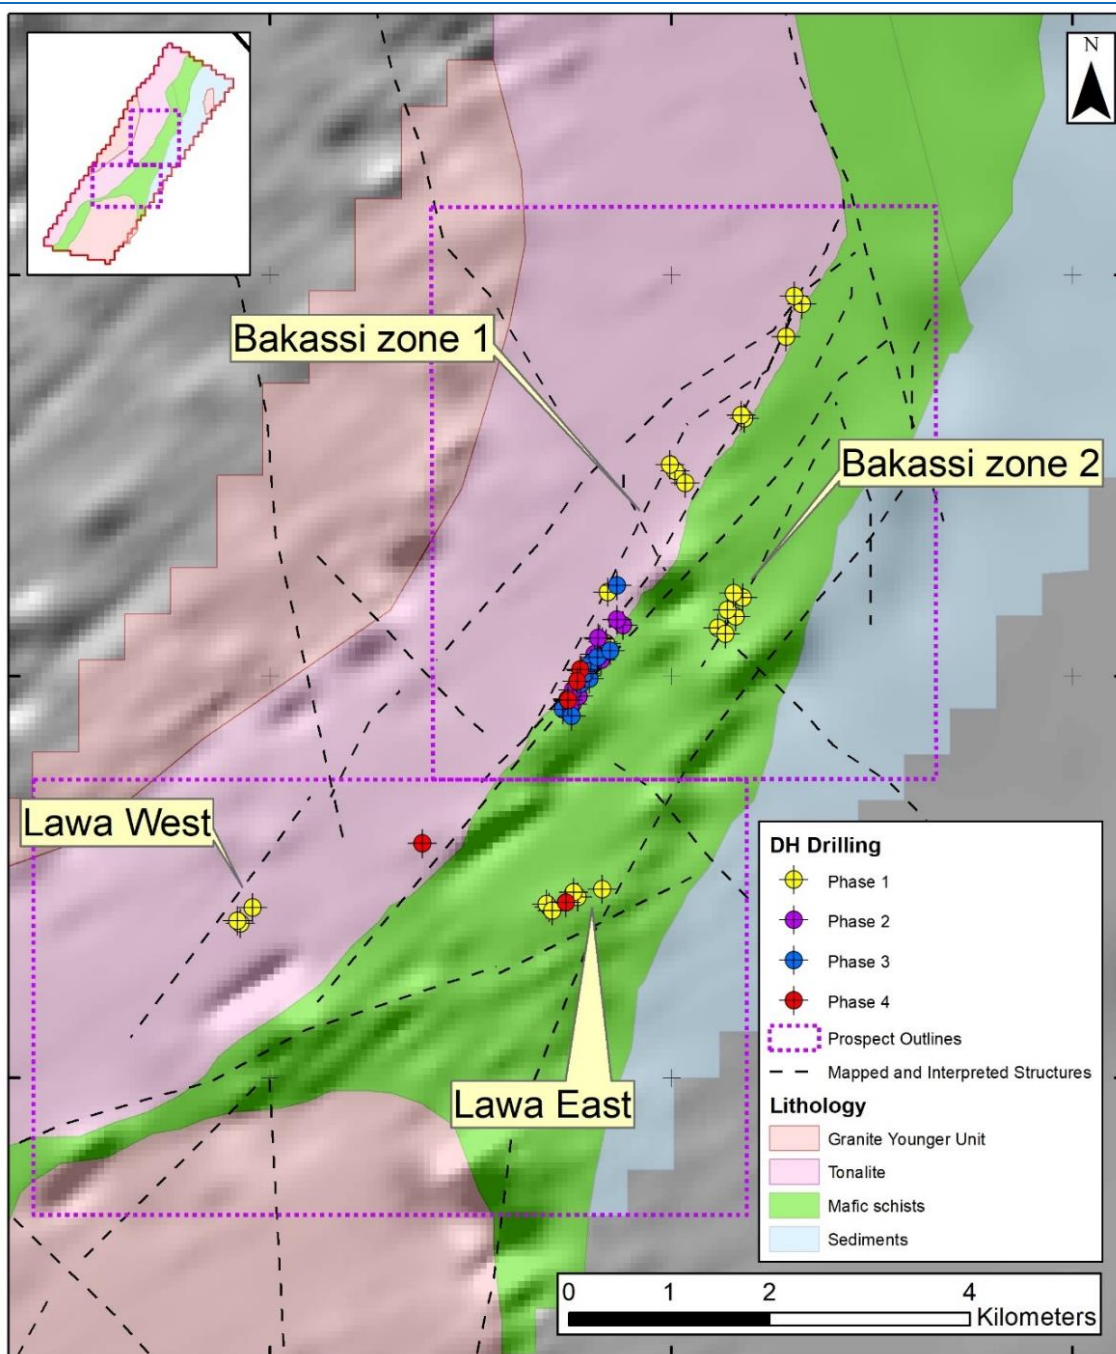 N
Bakassi zone 1
Bakassi zone 2
Lawa West
Lawa East
DH Drilling
Phase 1
Phase 2
Phase 3
Phase 4
Prospect Outlines
Mapped and Interpreted Structures
Lithology
Granite Younger Unit
Tonalite
Mafic schists
Sediments
0 1 2 4
Kilometers